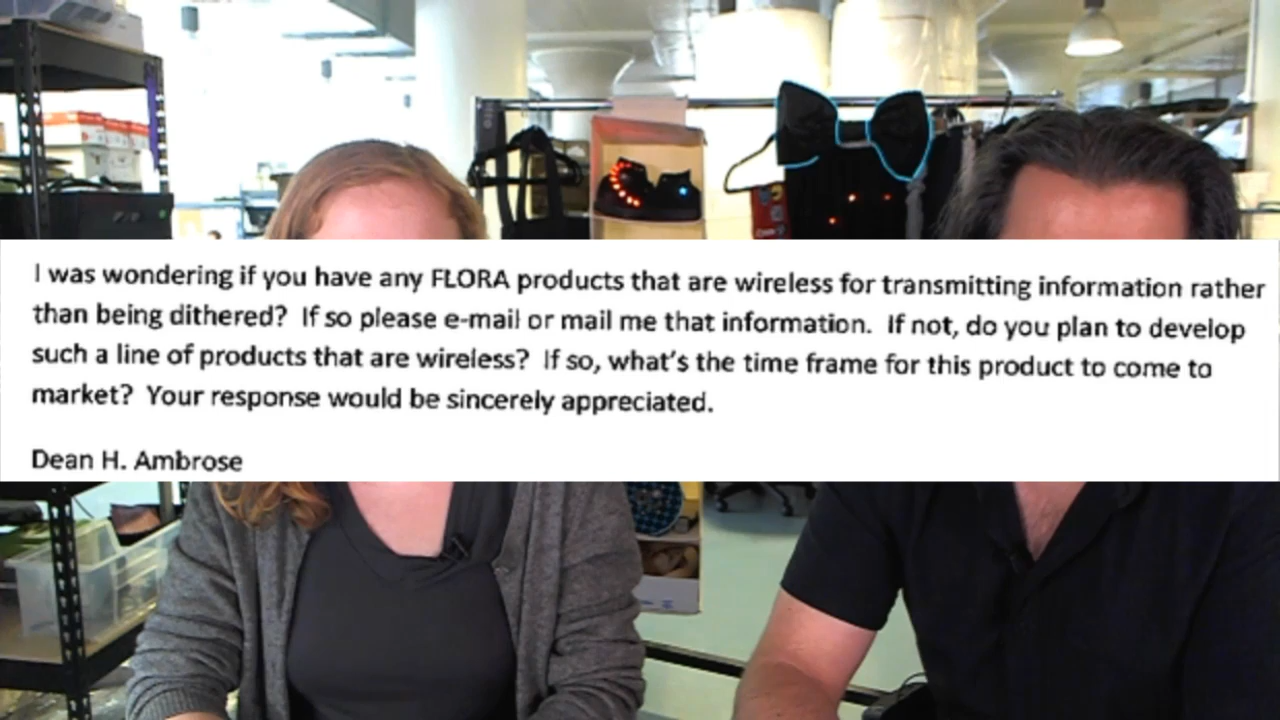 I was wondering if you have any FLORA products that are wireless for transmitting information rather
than being dithered?  If so please e-mail or mail me that information.  If not, do you plan to develop
such a line of products that are wireless?  If so, what's the time frame for this product to come to
market?  Your response would be sincerely appreciated.
Dean H. Ambrose